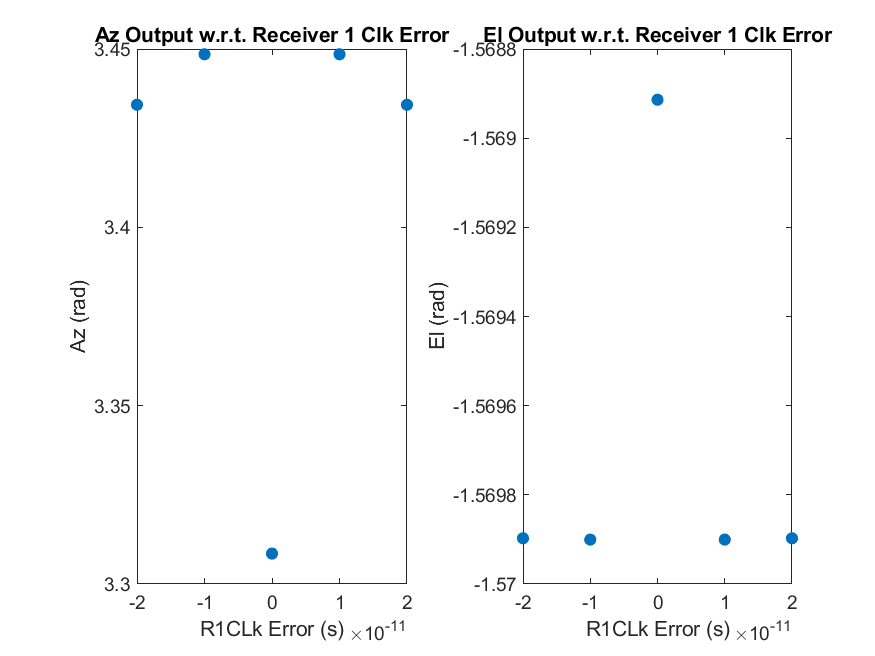 Az Output w.r.t. Receiver 1 Clk Error
3.45
3.4
3.35
3.3
Az (rad)
-2 -1 0 1 2
R1CLk Error (s) ×10-11
El Output w.r.t. Receiver 1 Clk Error
-1.5688
-1.569
-1.5692
-1.5694
-1.5696
-1.5698
-1.57
El (rad)
-2 -1 0 1 2
R1CLk Error (s) ×10-11